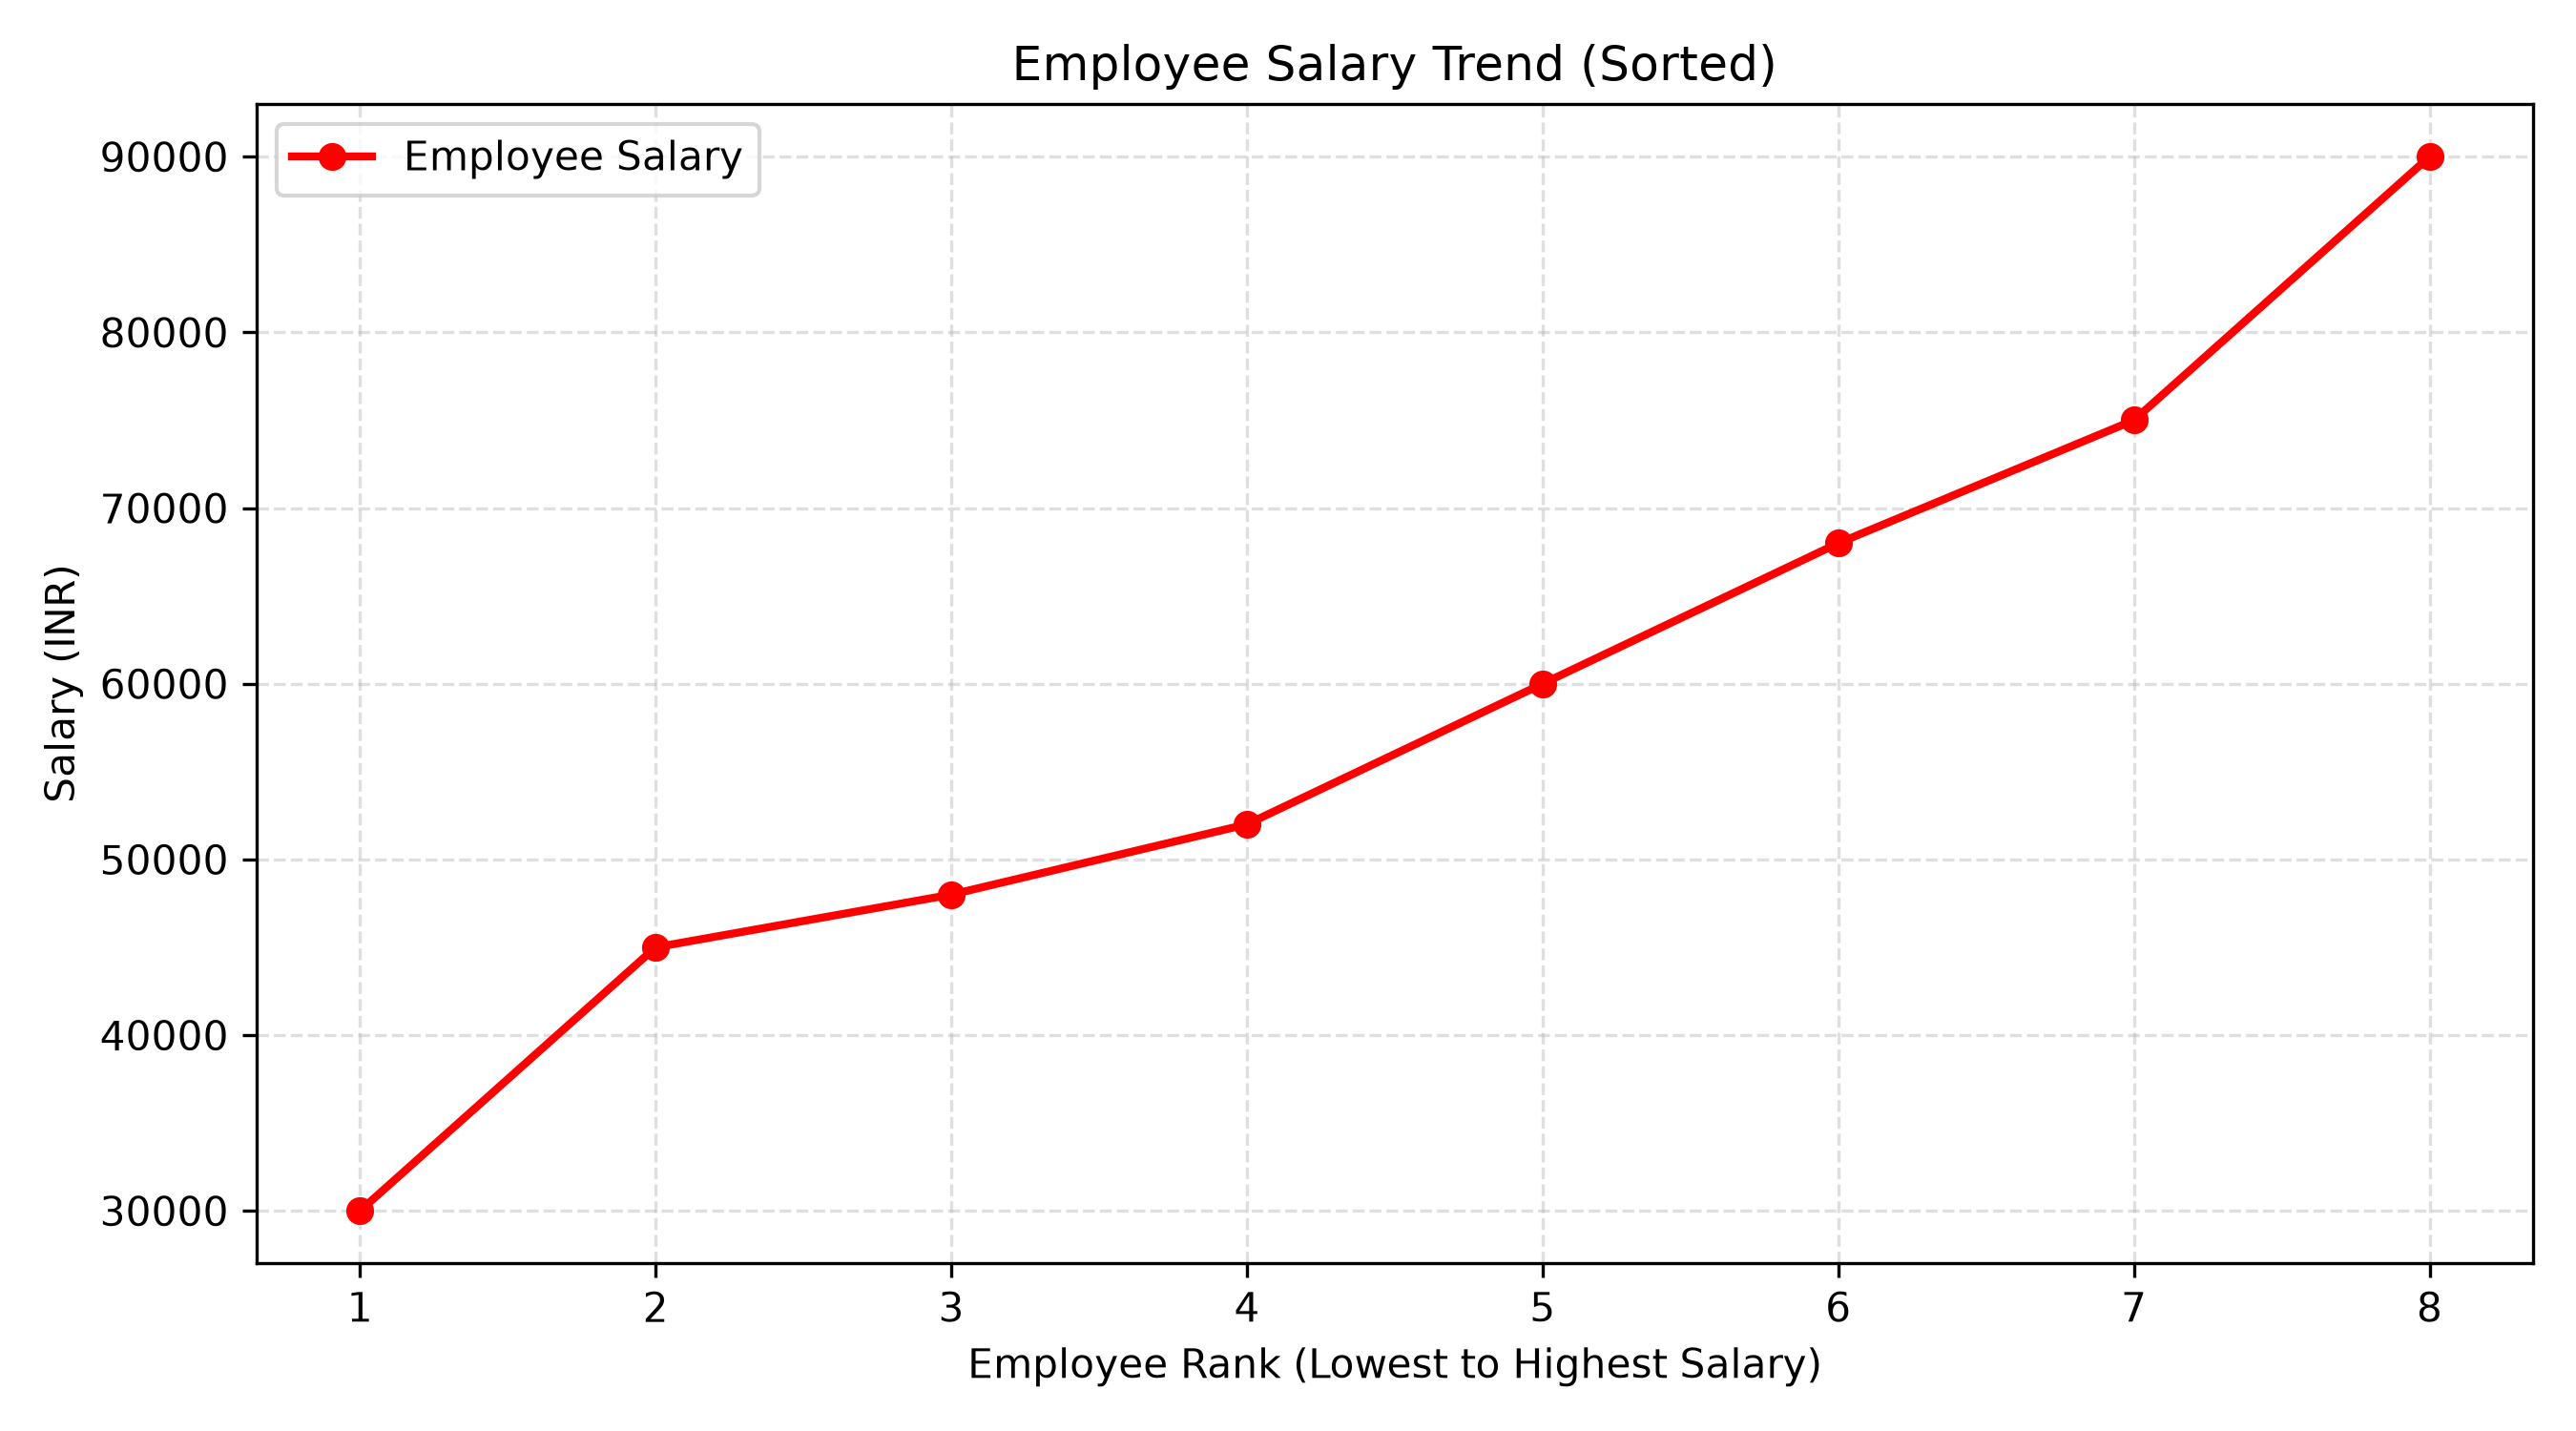 Employee Salary Trend (Sorted)
Employee Salary
90000
80000
70000
60000
50000
40000
30000
Salary (INR)
1 2 3 4 5 6 7 8
Employee Rank (Lowest to Highest Salary)